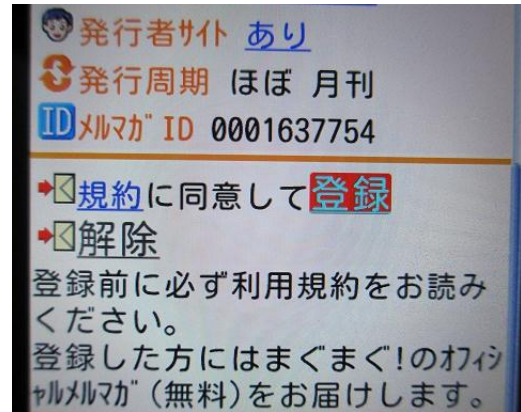 発行者ｻｲﾄ あり
発行周期 ほぼ 月刊
ID ﾒﾙﾏｶﾞ ID 0001637754
規約に同意して登録
解除
登録前に必ず利用規約をお読み
ください。
登録した方にはまぐまぐ!のｵﾌｨｼ
ｬﾙﾒﾙﾏｶﾞ(無料)をお届けします。